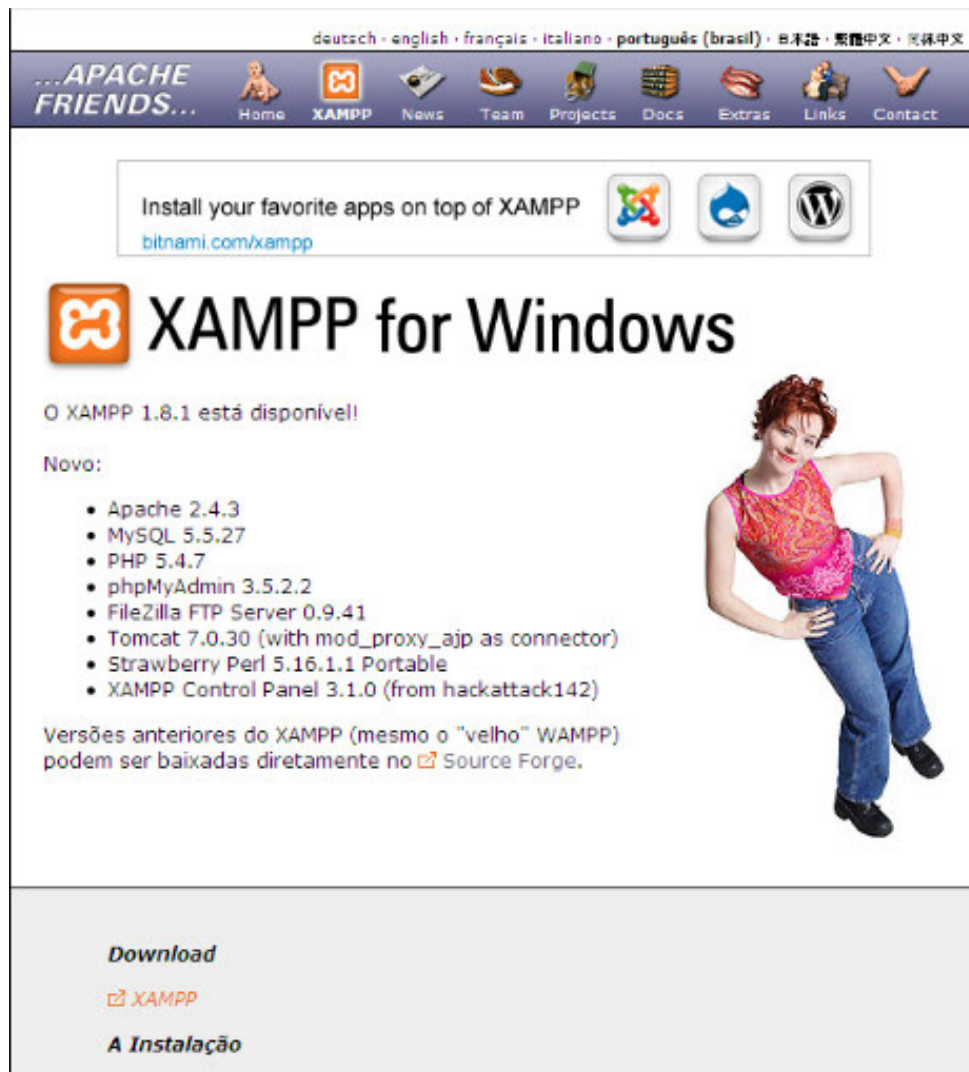 deutsch · english · français · italiano · português (brasil) · 日本語 · 繁體中文 · 简体中文
...APACHE
FRIENDS...
Home XAMPP News Team Projects Docs Extras Links Contact
Install your favorite apps on top of XAMPP
bitnami.com/xampp
XAMPP for Windows
O XAMPP 1.8.1 está disponível!
Novo:
• Apache 2.4.3
• MySQL 5.5.27
• PHP 5.4.7
• phpMyAdmin 3.5.2.2
• FileZilla FTP Server 0.9.41
• Tomcat 7.0.30 (with mod_proxy_ajp as connector)
• Strawberry Perl 5.16.1.1 Portable
• XAMPP Control Panel 3.1.0 (from hackattack142)
Versões anteriores do XAMPP (mesmo o "velho" WAMPP)
podem ser baixadas diretamente no Source Forge.
Download
XAMPP
A Instalação